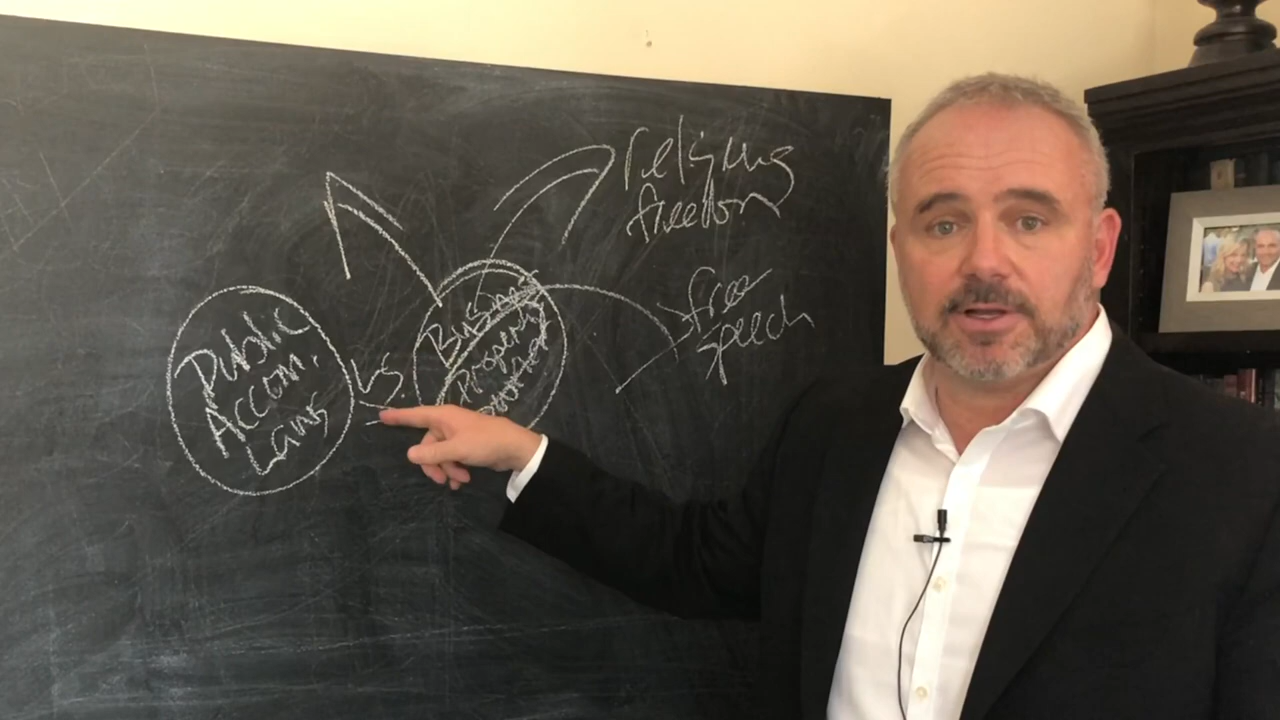 Public
Accom.
Laws
vs.
Business
Property
religious
freedom
free
speech